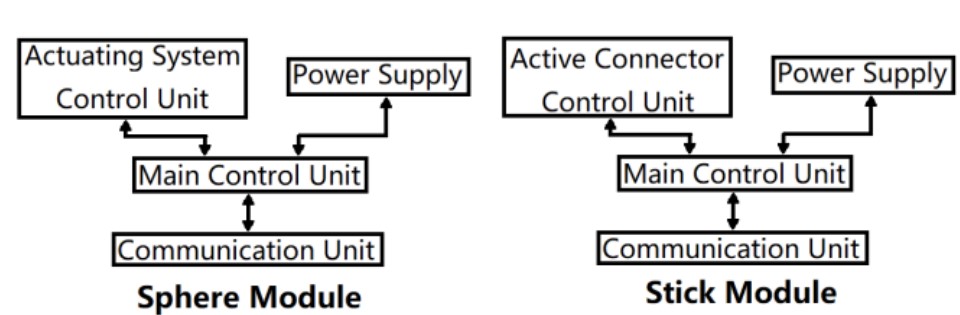 Actuating System
Control Unit
Power Supply
Main Control Unit
Communication Unit
Sphere Module
Active Connector
Control Unit
Power Supply
Main Control Unit
Communication Unit
Stick Module